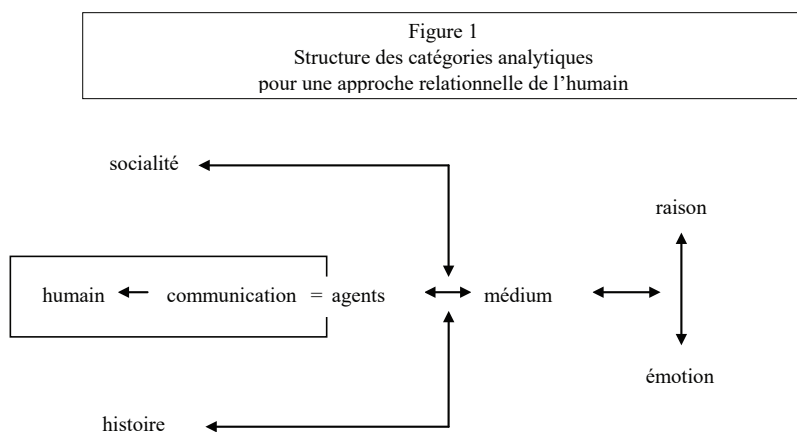 Figure 1
Structure des catégories analytiques
pour une approche relationnelle de l’humain
socialité
raison
humain communication = agents médium
émotion
histoire